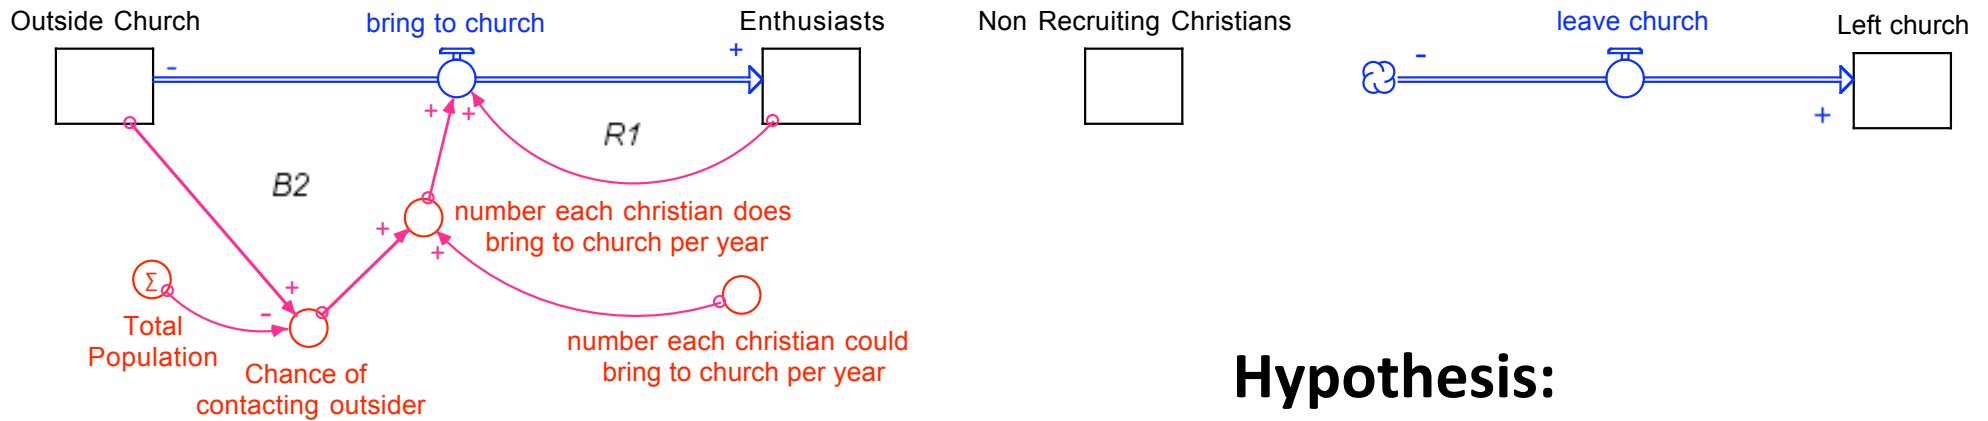 Outside Church
bring to church
Enthusiasts
Non Recruiting Christians
leave church
Left church
-
+
-
+
+
+
R1
B2
number each christian does
bring to church per year
+
+
+
-
Σ
Total
Population
number each christian could
bring to church per year
Chance of
contacting outsider
Hypothesis: